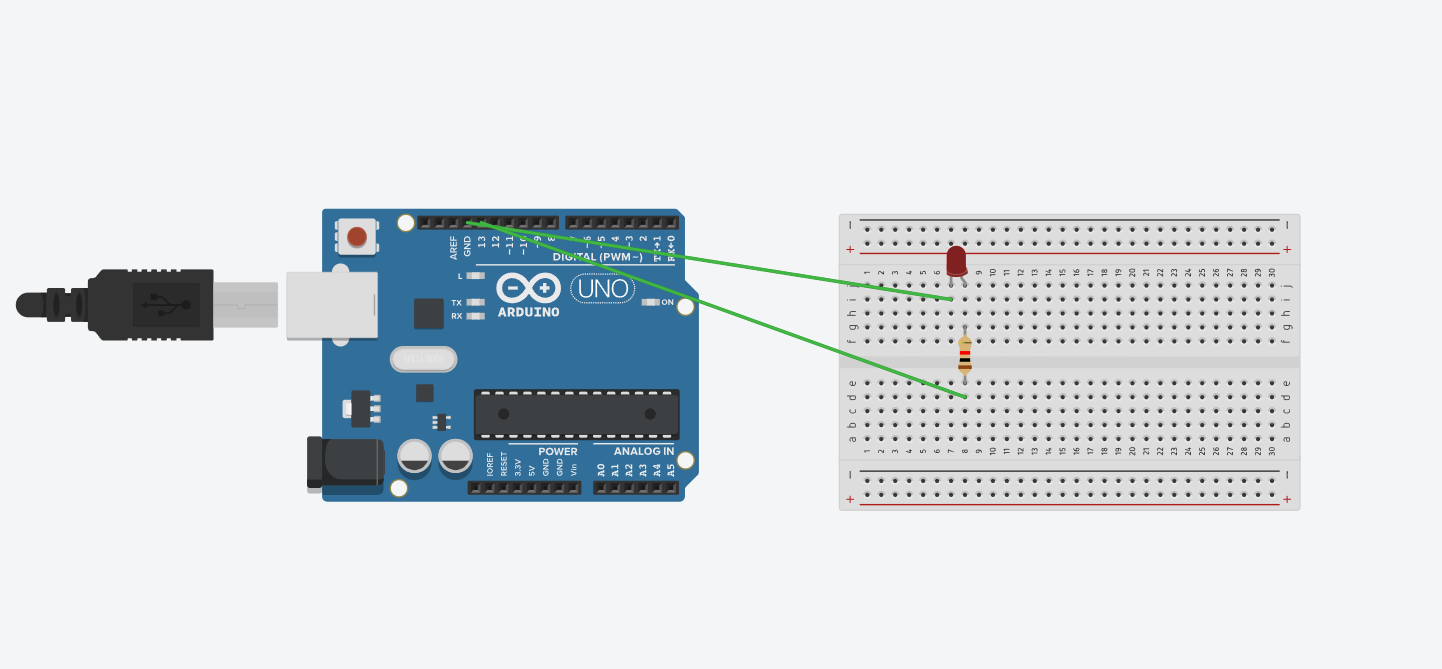 AREF
GND
13
12
~11
~10
~9
8
~6
~5
4
~3
2
TX→1
RX←0
DIGITAL (PWM~)
L
TX
RX
ARDUINO
UNO
ON
POWER
ANALOG IN
IOREF
RESET
3.3V
5V
GND
GND
Vin
A0
A1
A2
A3
A4
A5
− −
+ +
1 2 3 4 5 6 7 8 9 10 11 12 13 14 15 16 17 18 19 20 21 22 23 24 25 26 27 28 29 30
j j
i i
h h
g g
f f
e e
d d
c c
b b
a a
1 2 3 4 5 6 7 8 9 10 11 12 13 14 15 16 17 18 19 20 21 22 23 24 25 26 27 28 29 30
− −
+ +